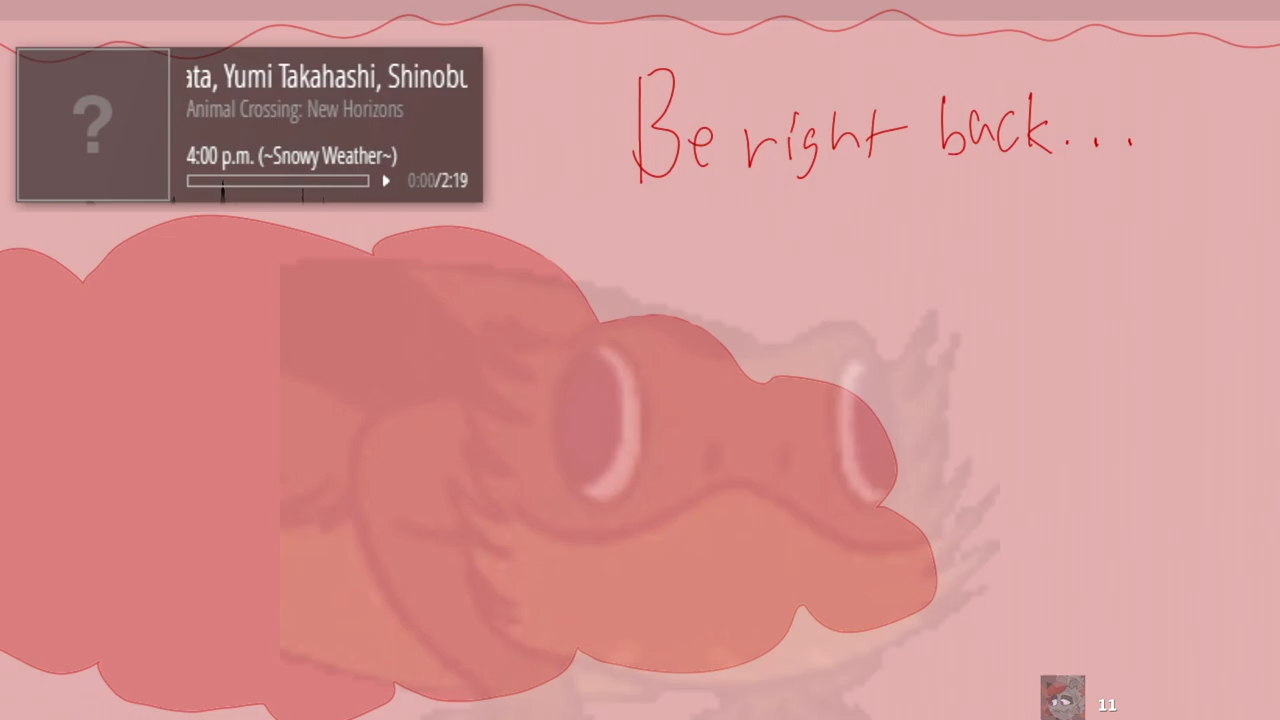 ata, Yumi Takahashi, Shinobu
Animal Crossing: New Horizons
4:00 p.m. (~Snowy Weather~)
0:00/2:19
Be right back...
?
11